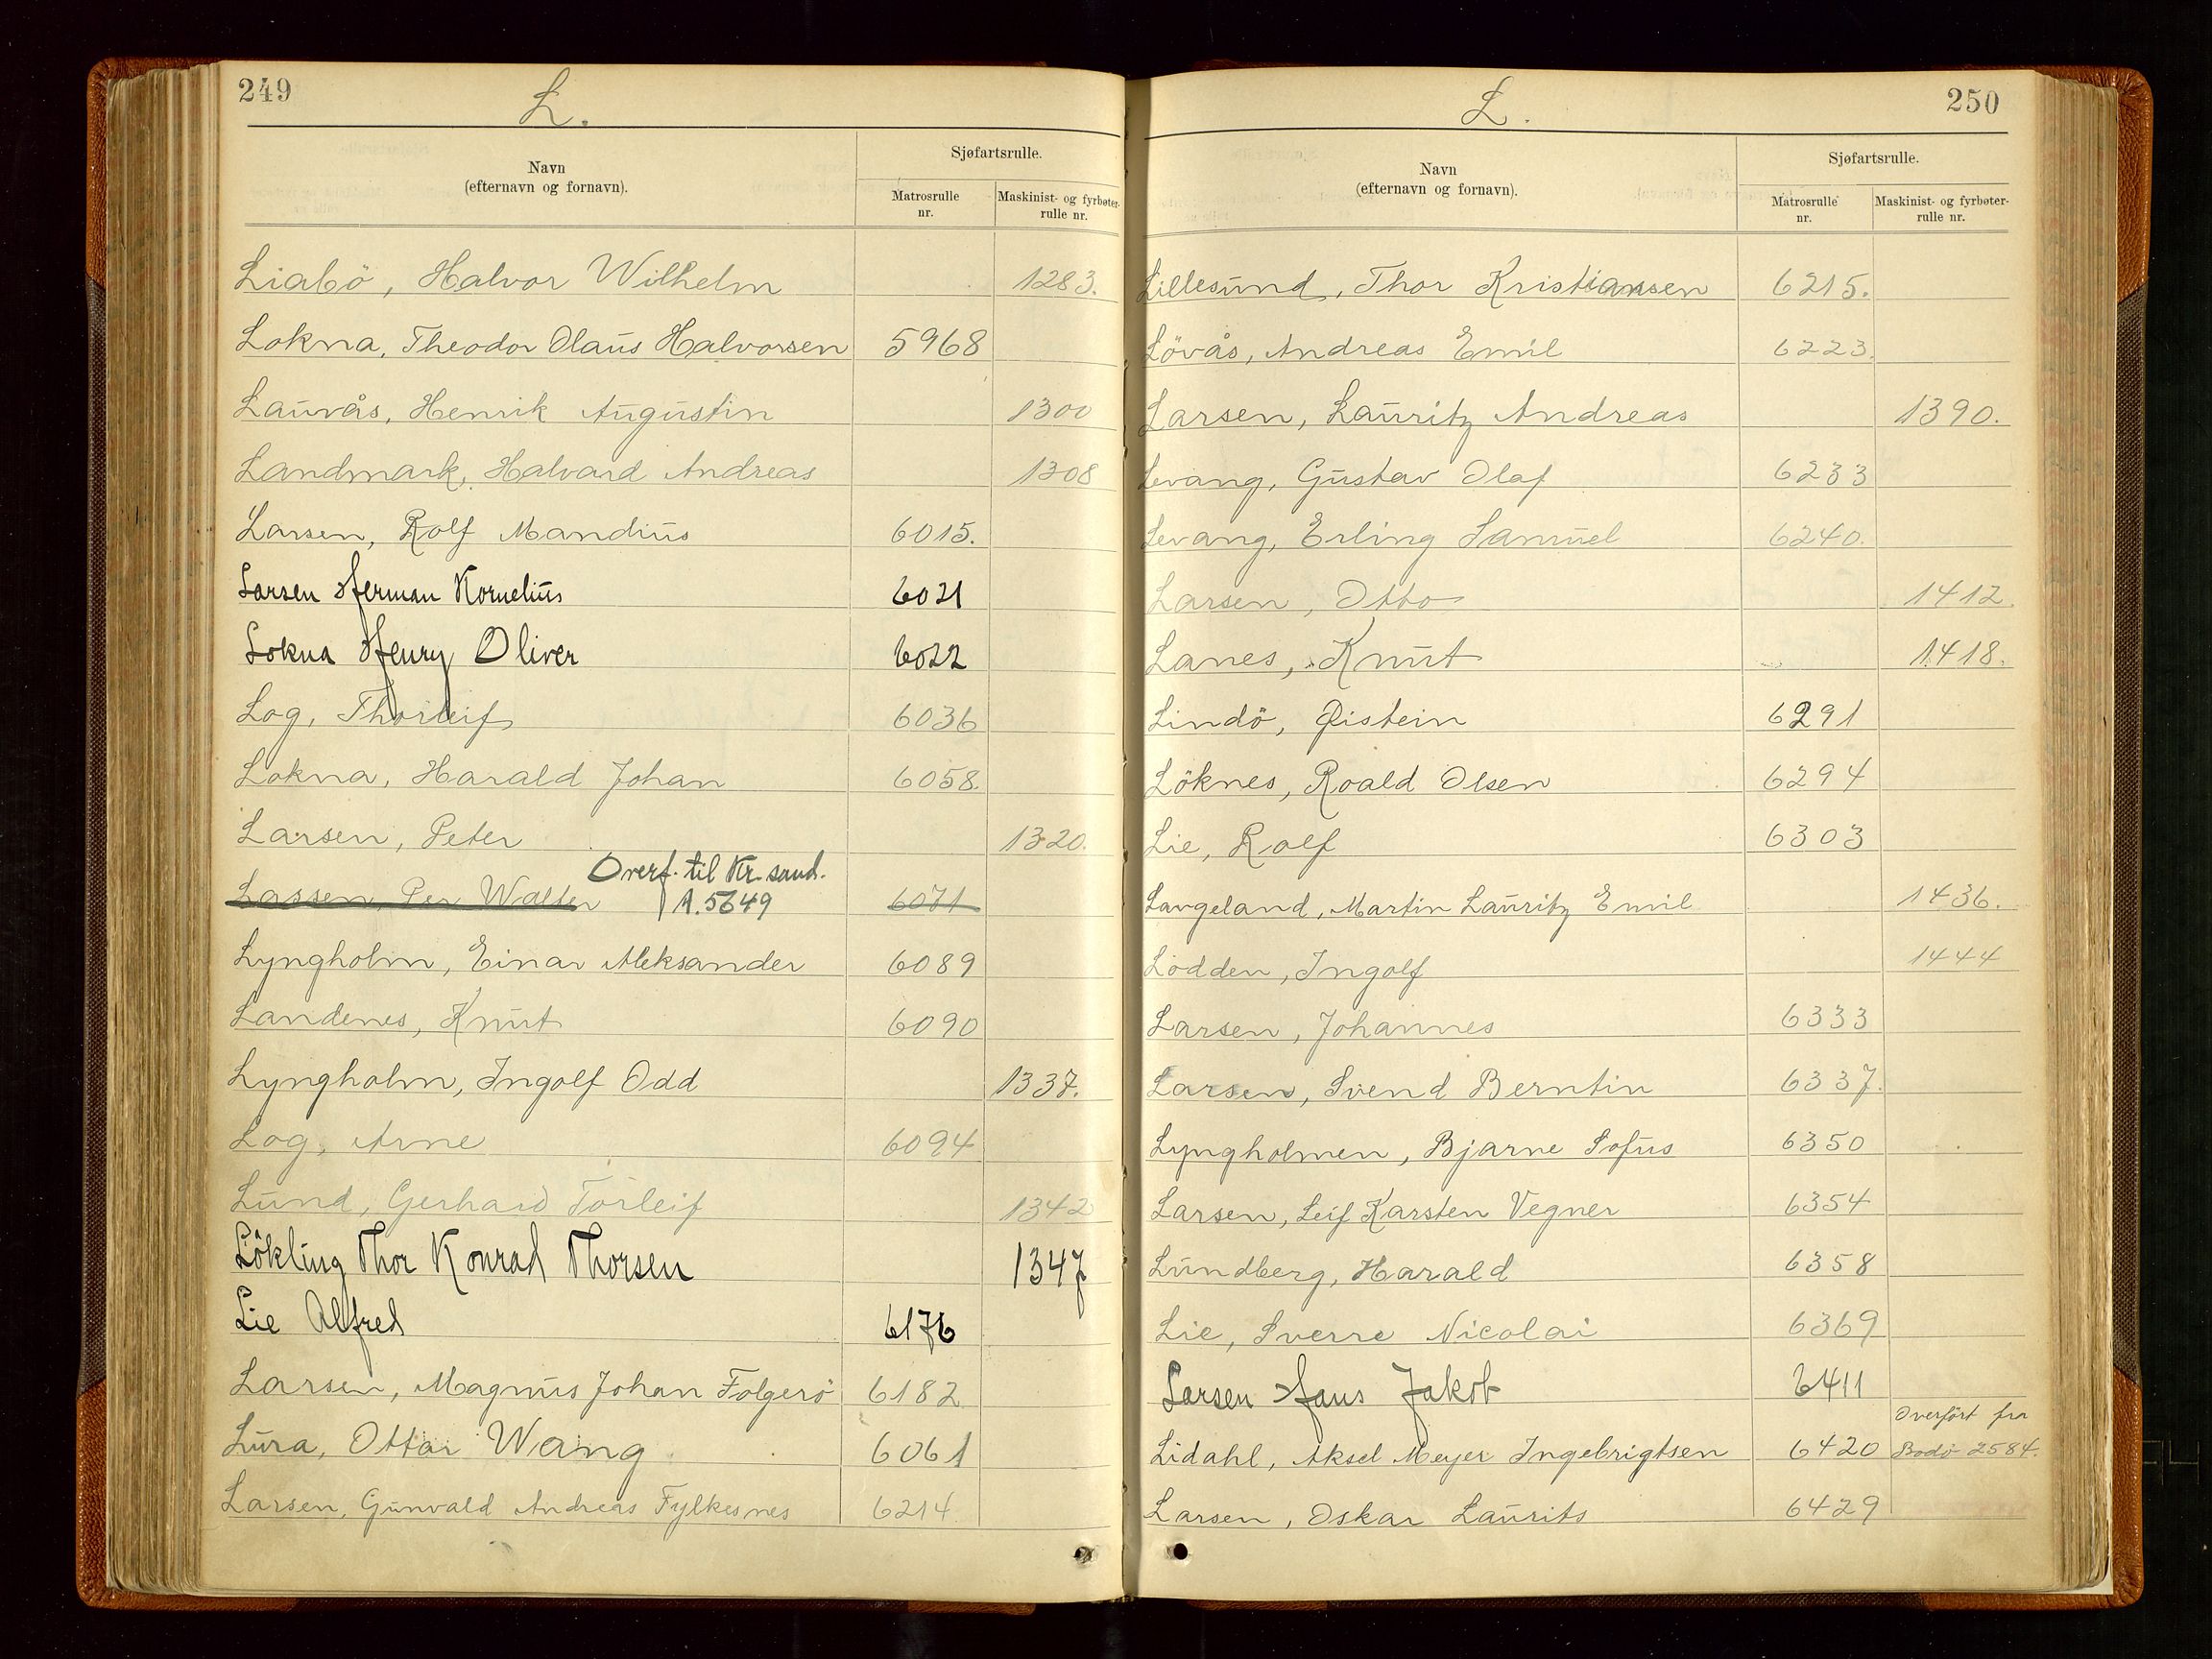 249
L.
Navn
(efternavn og fornavn).
Sjøfartsrulle.
Matrosrulle nr.
Maskinist- og fyrbøter-rulle nr.
Liabö, Halvor Wilhelm 1283.
Lokna, Theodor Olaus Halvorsen 5968
Lauvås, Henrik Augustin 1300
Landmark, Halvard Andreas 1308
Larsen, Rolf Mandius 6015.
Larsen Herman Kornelius 6021
Lokna Henry Oliver 6022
Log, Thorleif 6036
Lokna, Harald Johan 6058.
Larsen, Peter 1320.
Overf. til Kr.sand.
Lassen, Per Walter A.5649 6071
Lyngholm, Einar Aleksander 6089
Landenes, Knut 6090
Lyngholm, Ingolf Odd 1337.
Log, Arne 6094
Lund, Gerhard Torleif 1342
Lökling Thor Konrad Thorsen 1347
Lie Alfred 6176
Larsen, Magnus Johan Folgerö 6182
Lura, Ottar Wang 6061
Larsen, Gunvald Andreas Fylkesnes 6214.
250
L.
Navn
(efternavn og fornavn).
Sjøfartsrulle.
Matrosrulle nr.
Maskinist- og fyrbøter-rulle nr.
Lillesund, Thor Kristiansen 6215.
Lövås, Andreas Emil 6223.
Larsen, Lauritz Andreas 1390.
Levang, Gustav Olaf 6233
Levang, Erling Samuel 6240.
Larsen, Otto 1412.
Lanes, Knut 1418.
Lindö, Øistein 6291
Löknes, Roald Olsen 6294
Lie, Rolf 6303
Langeland, Martin Lauritz Emil 1436.
Lodden, Ingolf 1444
Larsen, Johannes 6333
Larsen, Svend Berntin 6337.
Lyngholmen, Bjarne Sofus 6350
Larsen, Leif Karsten Vegner 6354
Lundberg, Harald 6358
Lie, Sverre Nicolai 6369
Larsen Hans Jakob 6411
Overfört fra
Lidahl, Aksel Meyer Ingebrigtsen 6420 Bodö 2584.
Larsen, Oskar Laurits 6429